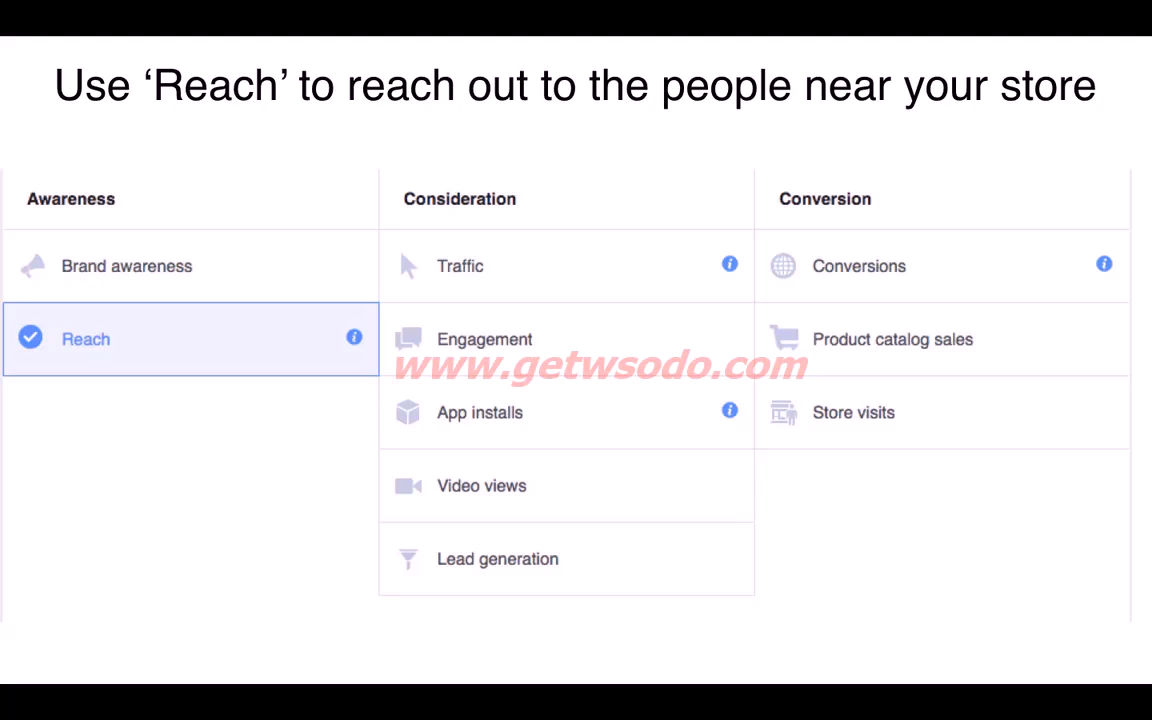 Use ‘Reach’ to reach out to the people near your store
Awareness
Consideration
Conversion
Brand awareness
Traffic
Conversions
Reach
Engagement
Product catalog sales
www.getwsodo.com
App installs
Store visits
Video views
Lead generation